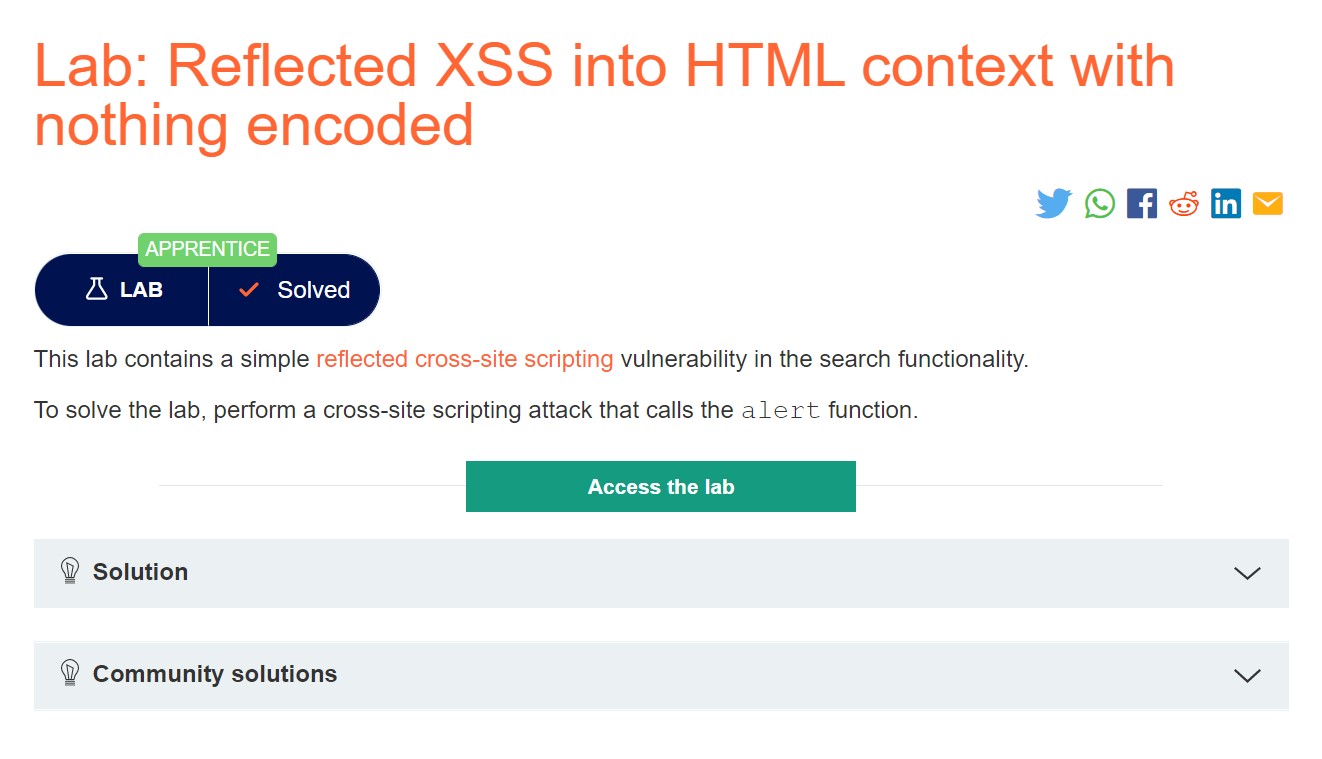 Lab: Reflected XSS into HTML context with
nothing encoded
APPRENTICE
LAB
Solved
This lab contains a simple reflected cross-site scripting vulnerability in the search functionality.
To solve the lab, perform a cross-site scripting attack that calls the alert function.
Access the lab
Solution
Community solutions